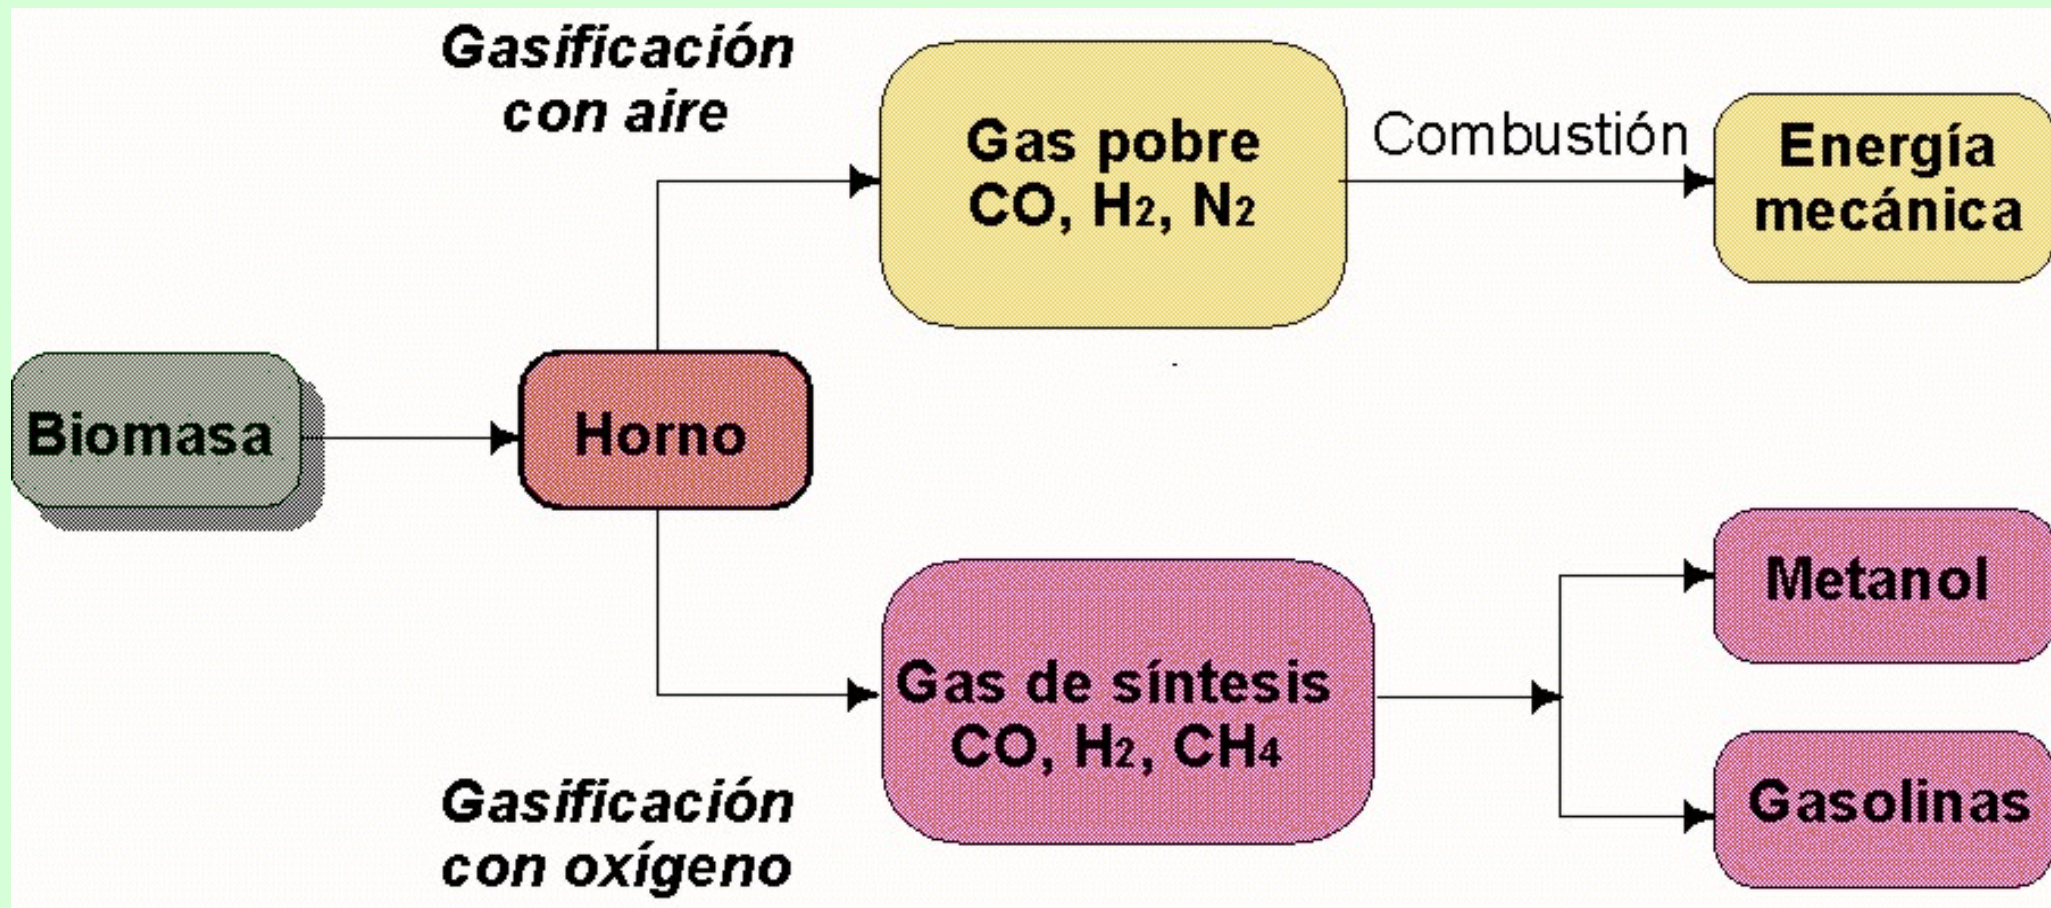 Gasificación
con aire
Gas pobre
CO, H2, N2
Combustión
Energía
mecánica
Biomasa
Horno
Gas de síntesis
CO, H2, CH4
Metanol
Gasolinas
Gasificación
con oxígeno